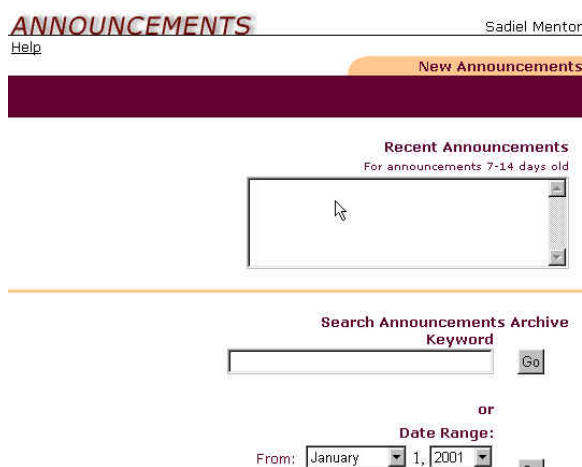 ANNOUNCEMENTS
Sadiel Mentor
Help
New Announcements
Recent Announcements
For announcements 7-14 days old
Search Announcements Archive
Keyword
Go
or
Date Range:
From: January 1, 2001